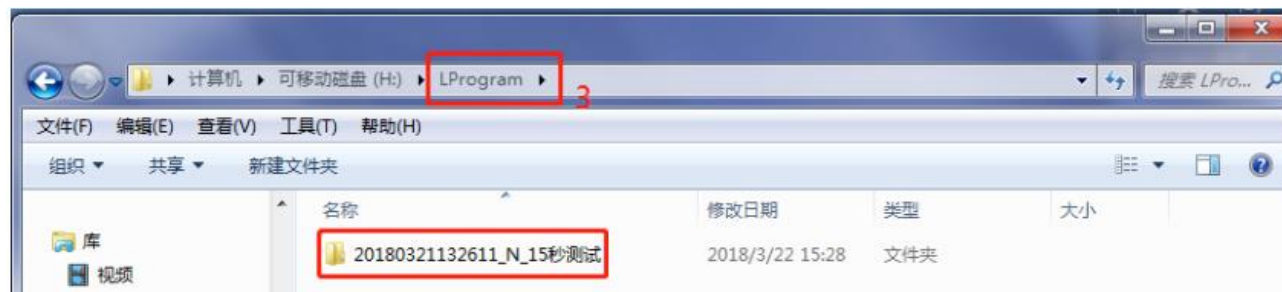 计算机 可移动磁盘 (H:) LProgram 搜索 LPro...
3
文件(F) 编辑(E) 查看(V) 工具(T) 帮助(H)
组织 共享 新建文件夹
名称 修改日期 类型 大小
库
20180321132611_N_15秒测试 2018/3/22 15:28 文件夹
视频